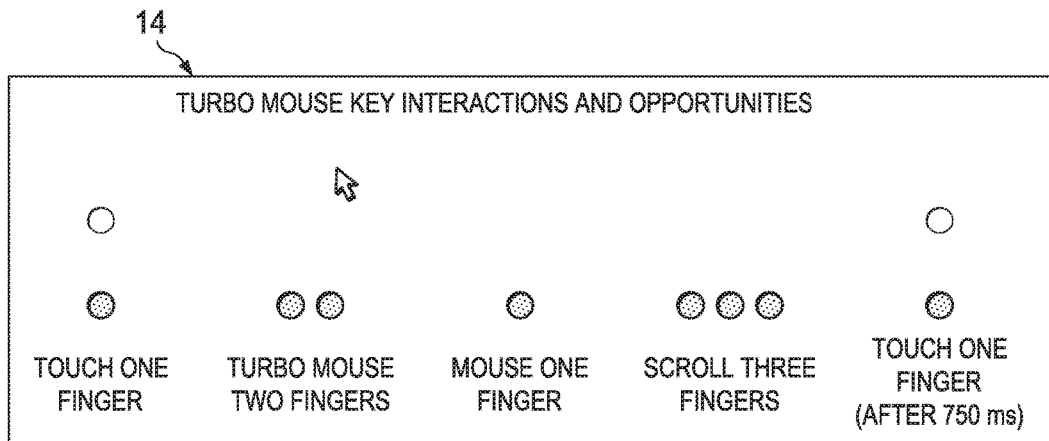 14
TURBO MOUSE KEY INTERACTIONS AND OPPORTUNITIES
TOUCH ONE
FINGER
TURBO MOUSE
TWO FINGERS
MOUSE ONE
FINGER
SCROLL THREE
FINGERS
TOUCH ONE
FINGER
(AFTER 750 ms)